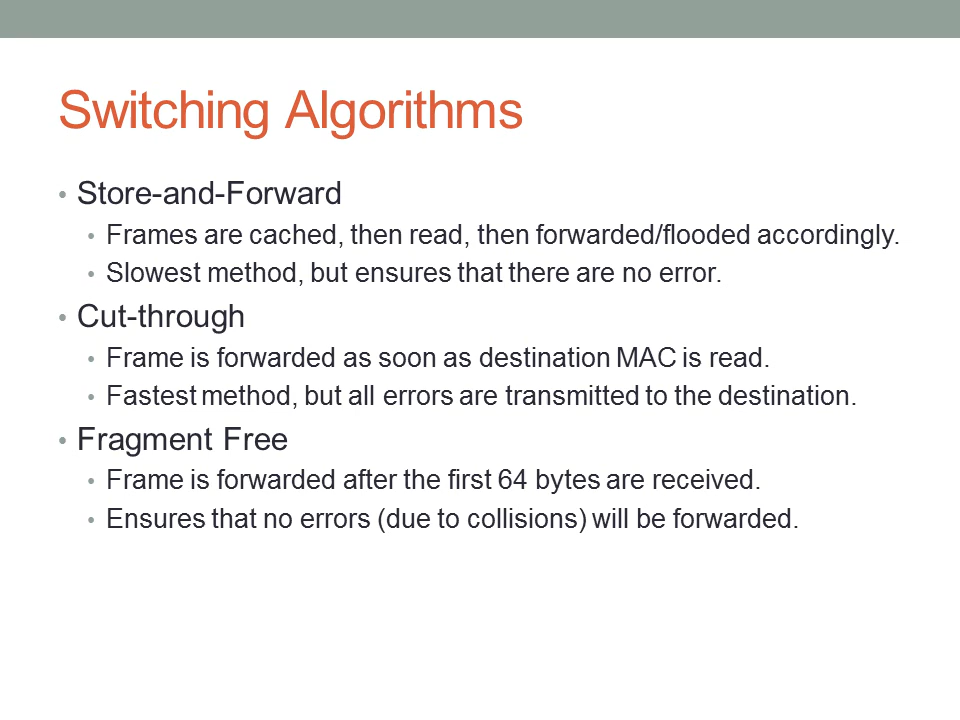 Switching Algorithms
• Store-and-Forward
• Frames are cached, then read, then forwarded/flooded accordingly.
• Slowest method, but ensures that there are no error.
• Cut-through
• Frame is forwarded as soon as destination MAC is read.
• Fastest method, but all errors are transmitted to the destination.
• Fragment Free
• Frame is forwarded after the first 64 bytes are received.
• Ensures that no errors (due to collisions) will be forwarded.